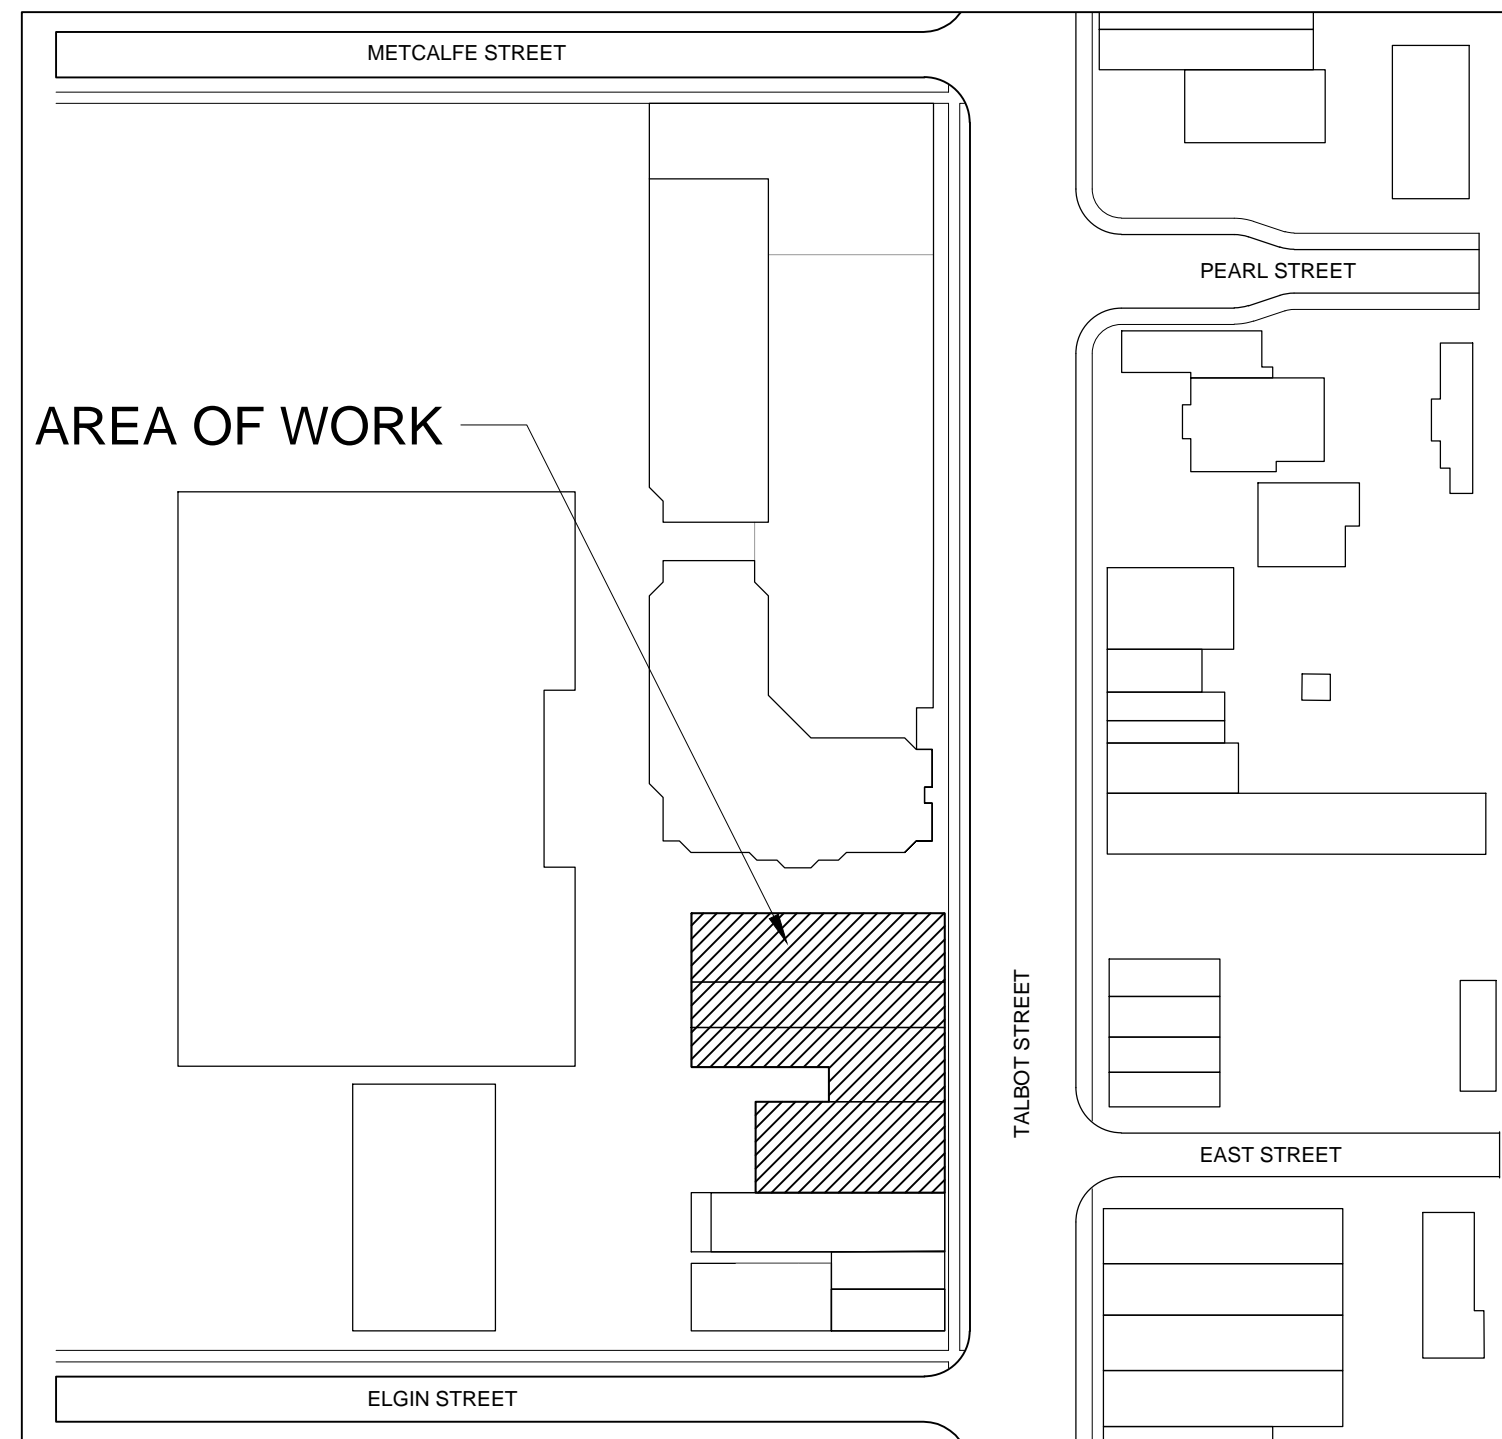 METCALFE STREET
PEARL STREET
AREA OF WORK
TALBOT STREET
EAST STREET
ELGIN STREET